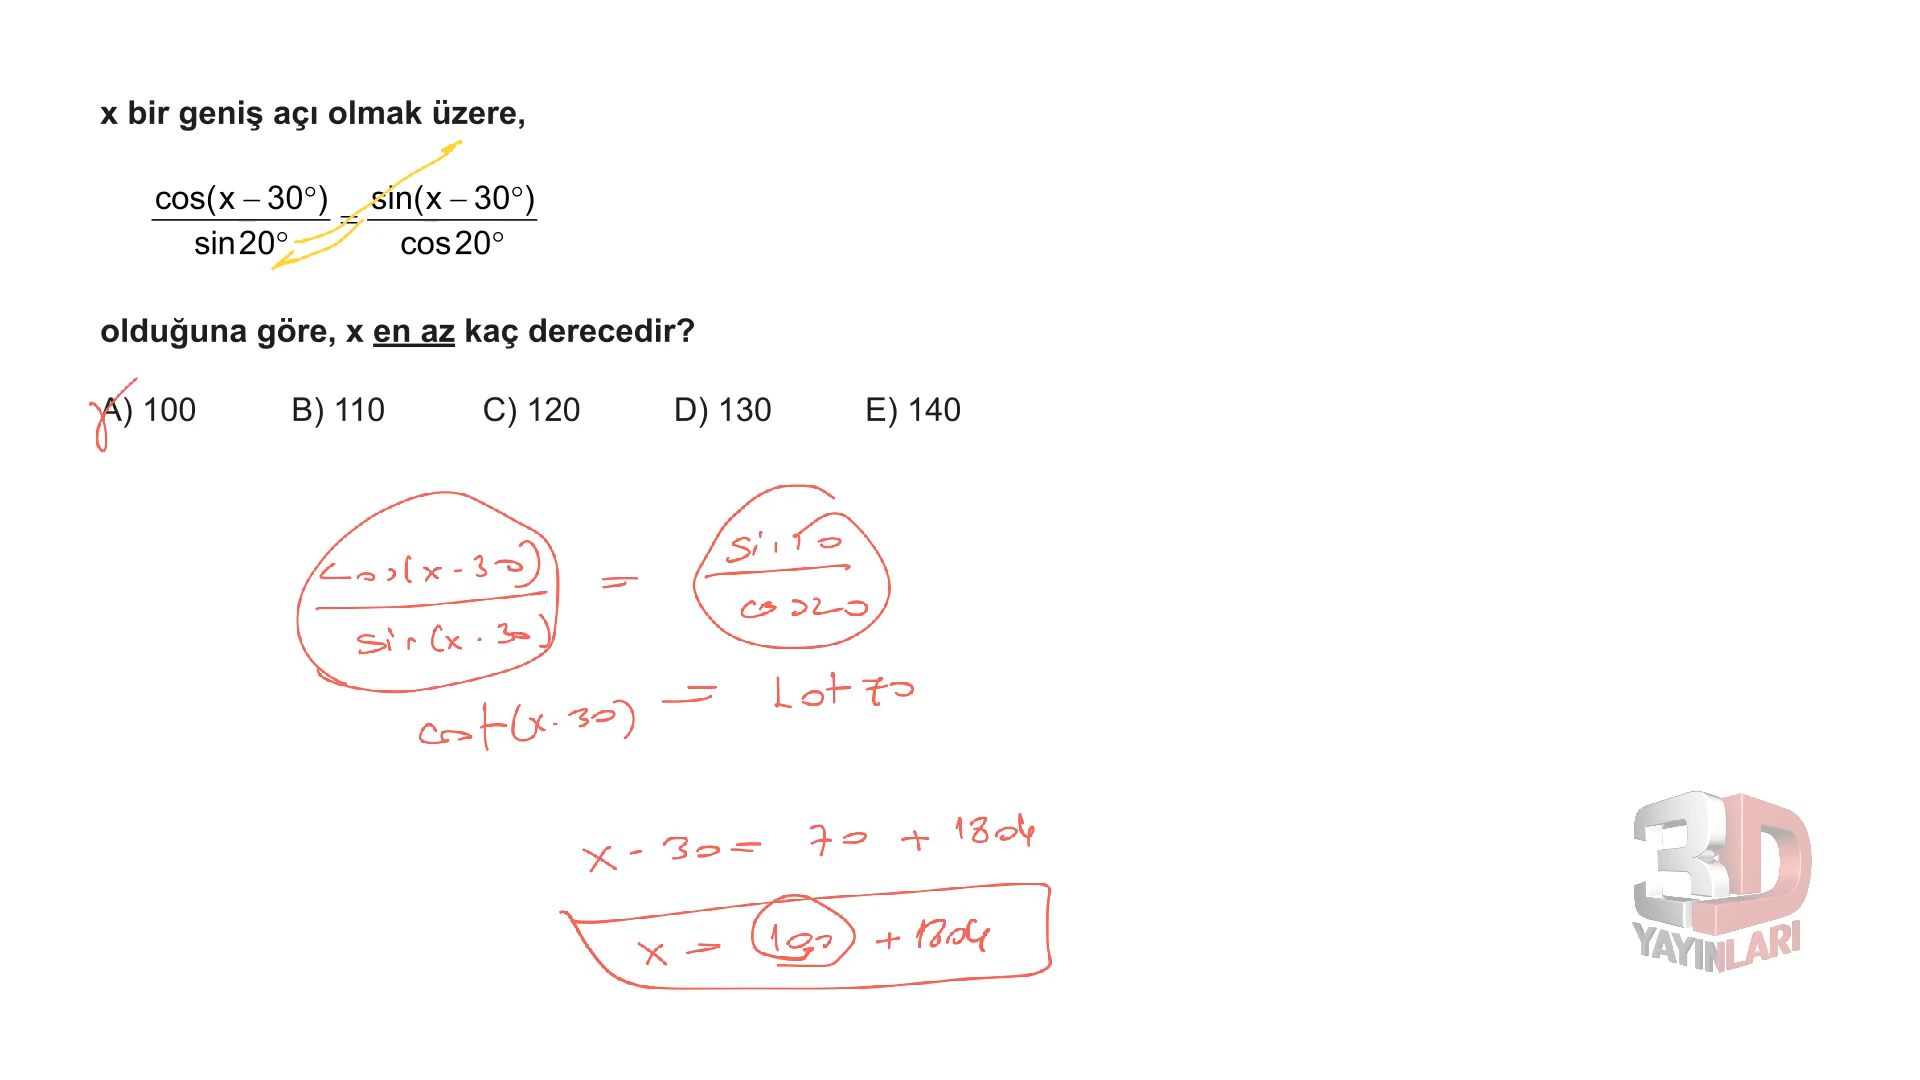 x bir geniş açı olmak üzere,
cos(x – 30°) / sin20° = sin(x – 30°) / cos20°
olduğuna göre, x en az kaç derecedir?
A) 100 B) 110 C) 120 D) 130 E) 140
cos(x-30) / sin(x-30) = / cos20
cot(x-30) = cot70
x - 30 = 70 + 180k
x = 100 + 180k
3D
YAYINLARI